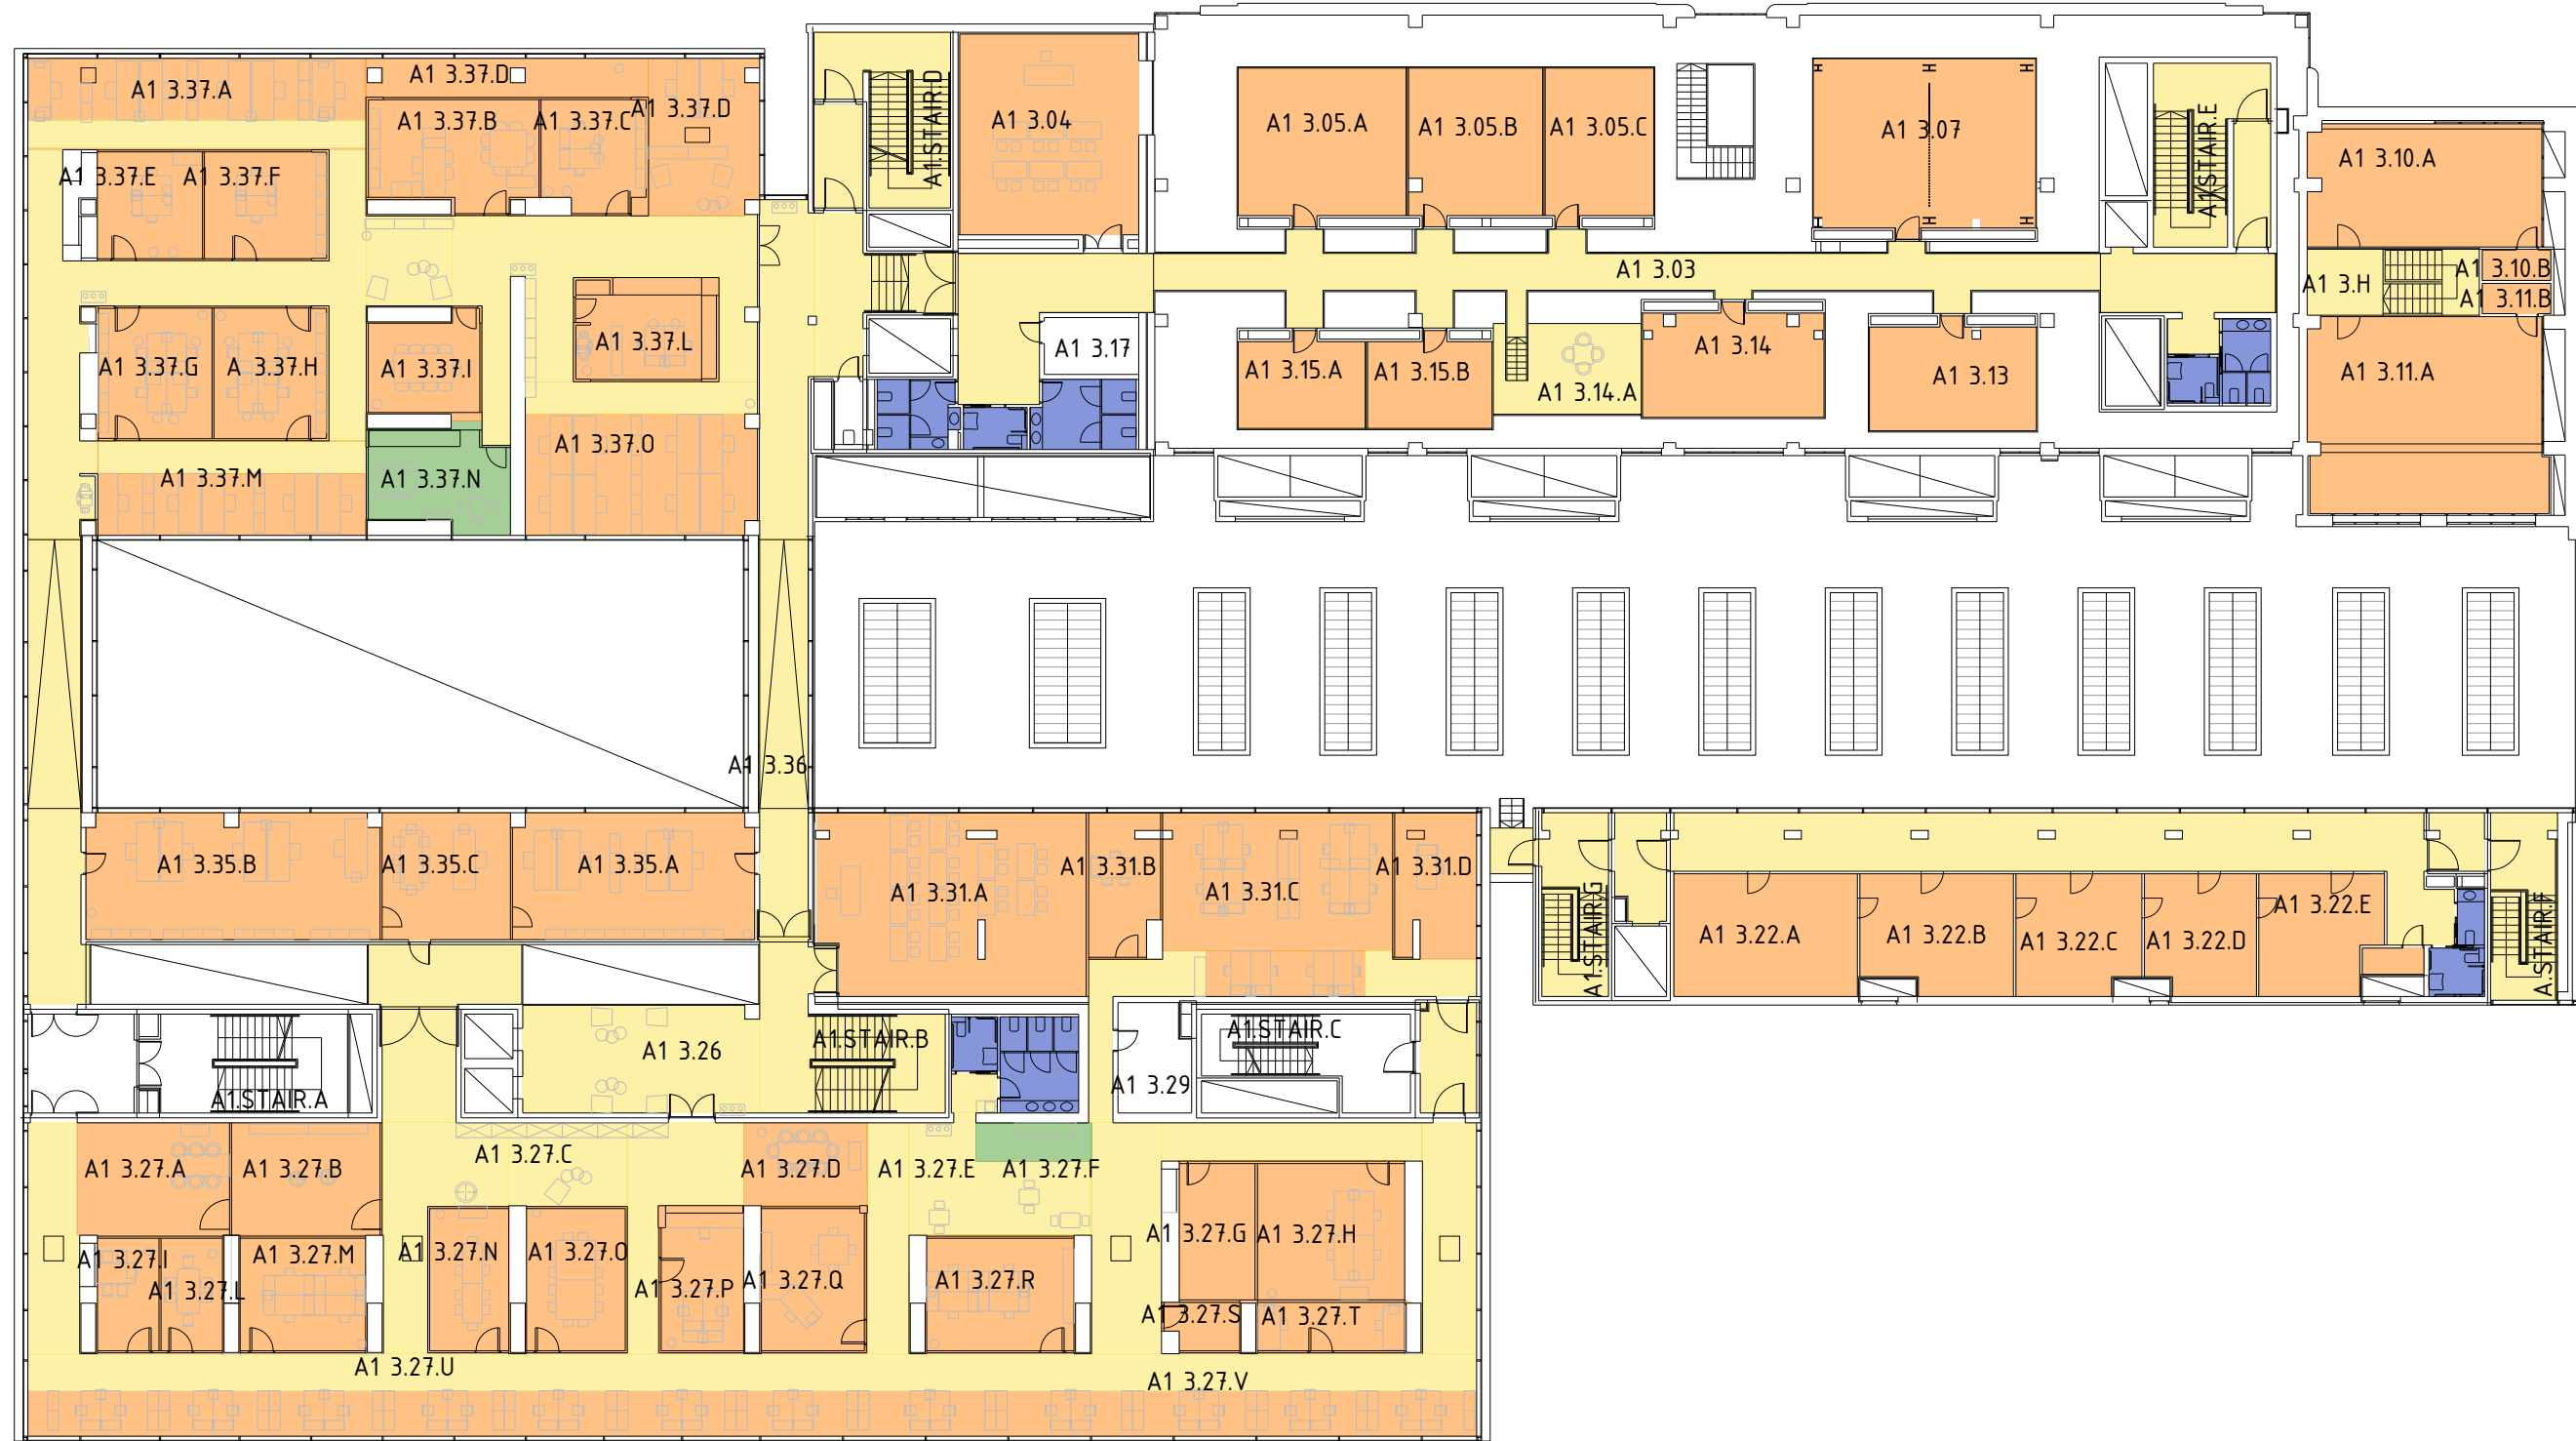 A1 3.37.A
A1 3.37.D
A1 3.37.B
A1 3.37.C
A1 3.37.D
A1.STAIR.D
A1 3.04
A1 3.05.A
A1 3.05.B
A1 3.05.C
A1 3.07
A1.STAIR.E
A1 3.10.A
A1 3.37.E
A1 3.37.F
A1 3.03
A1 3.H
A1 3.10.B
A1 3.11.B
A1 3.37.G
A1 3.37.H
A1 3.37.I
A1 3.37.L
A1 3.17
A1 3.15.A
A1 3.15.B
A1 3.14.A
A1 3.14
A1 3.13
A1 3.11.A
A1 3.37.M
A1 3.37.N
A1 3.37.O
A1 3.36
A1 3.35.B
A1 3.35.C
A1 3.35.A
A1 3.31.A
A1 3.31.B
A1 3.31.C
A1 3.31.D
A1.STAIR.G
A1 3.22.A
A1 3.22.B
A1 3.22.C
A1 3.22.D
A1 3.22.E
A.STAIR.F
A1.STAIR.A
A1 3.26
A1.STAIR.B
A1 3.29
A1.STAIR.C
A1 3.27.A
A1 3.27.B
A1 3.27.C
A1 3.27.D
A1 3.27.E
A1 3.27.F
A1 3.27.G
A1 3.27.H
A1 3.27.I
A1 3.27.L
A1 3.27.M
A1 3.27.N
A1 3.27.O
A1 3.27.P
A1 3.27.Q
A1 3.27.R
A1 3.27.S
A1 3.27.T
A1 3.27.U
A1 3.27.V